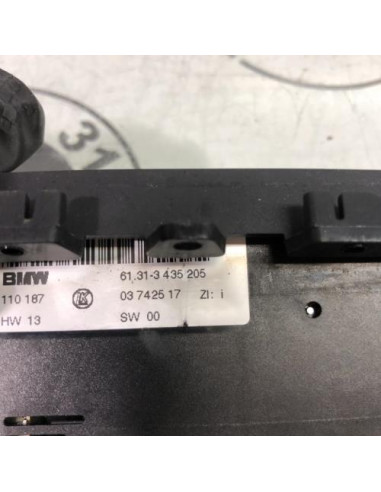 31
BMW 61.31-3 435 205
110 187 03 7425 17 ZI: i
HW 13 SW 00